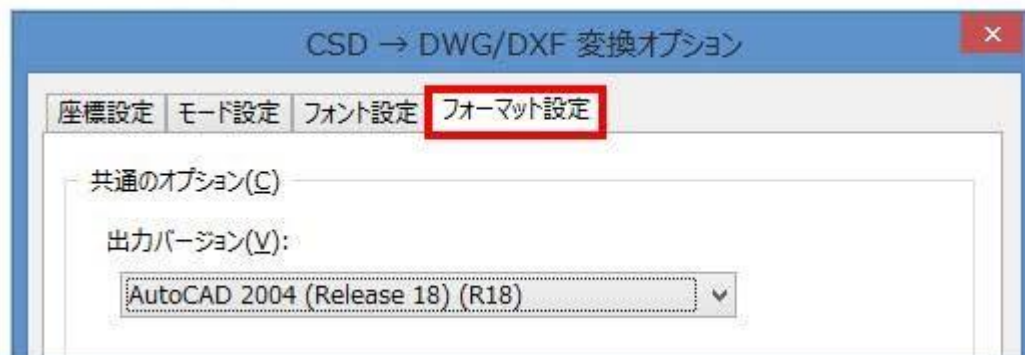 CSD → DWG/DXF 変換オプション
座標設定 モード設定 フォント設定 フォーマット設定
共通のオプション(C)
出力バージョン(V):
AutoCAD 2004 (Release 18) (R18)